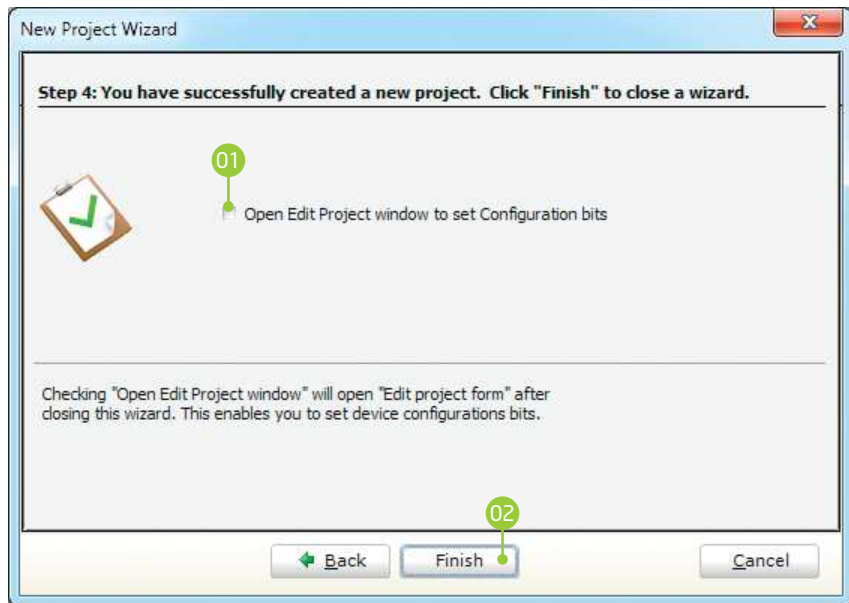 New Project Wizard
Step 4: You have successfully created a new project. Click "Finish" to close a wizard.
01
Open Edit Project window to set Configuration bits
Checking "Open Edit Project window" will open "Edit project form" after
closing this wizard. This enables you to set device configurations bits.
02
Back Finish Cancel